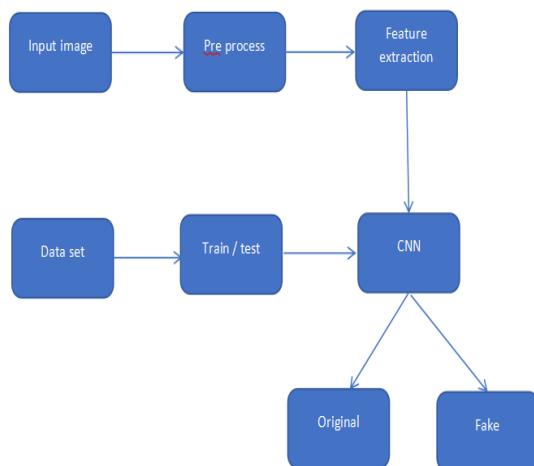 Input image
Pre process
Feature
extraction
Data set
Train / test
CNN
Original
Fake